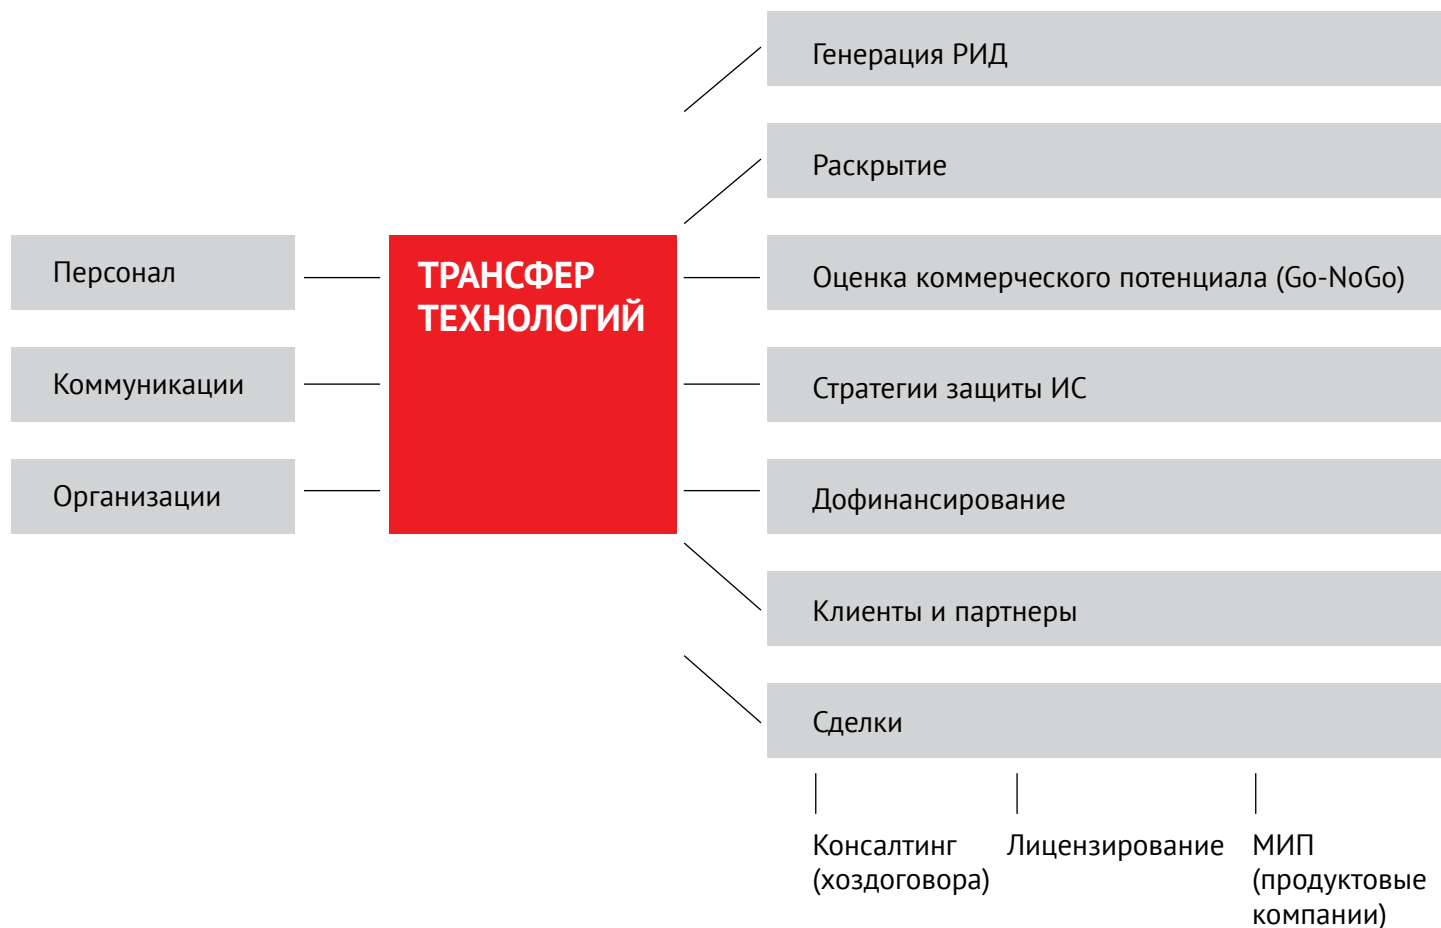 Генерация РИД
Раскрытие
Персонал
ТРАНСФЕР
ТЕХНОЛОГИЙ
Оценка коммерческого потенциала (Go-NoGo)
Коммуникации
Стратегии защиты ИС
Организации
Дофинансирование
Клиенты и партнеры
Сделки
Консалтинг
(хоздоговора)
Лицензирование
МИП
(продуктовые
компании)